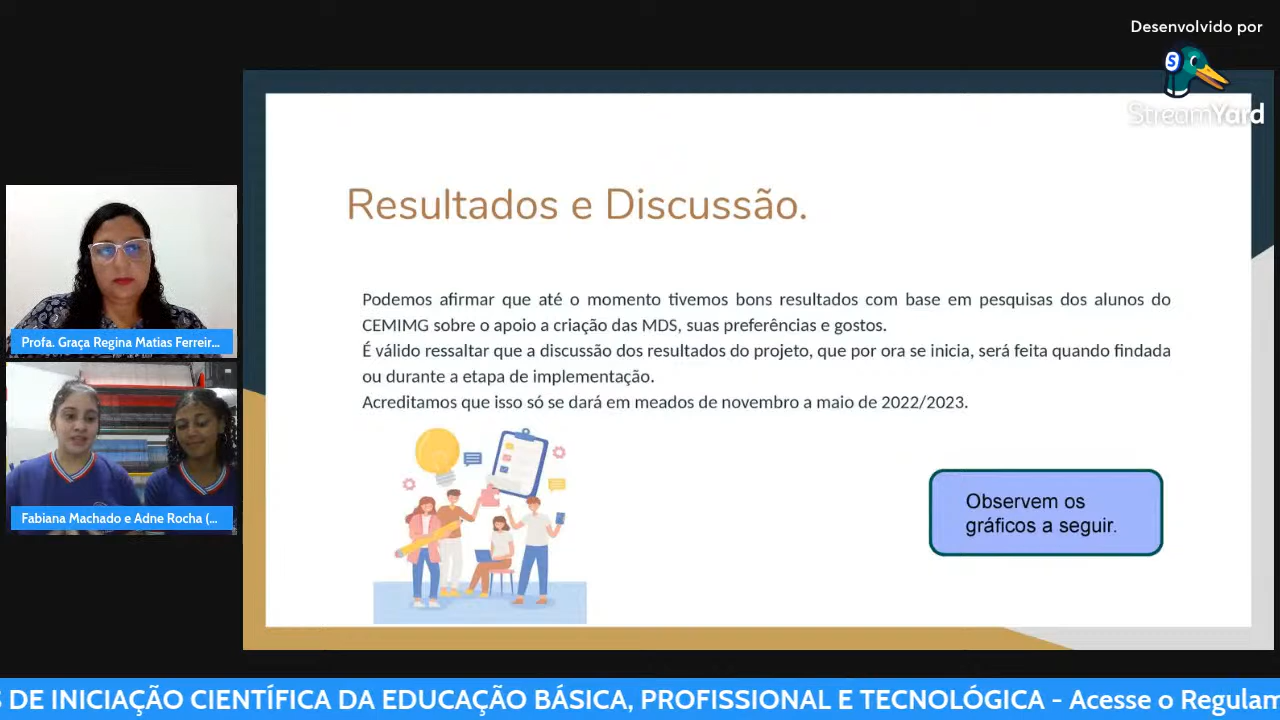 Desenvolvido por
StreamYard
Resultados e Discussão.
Podemos afirmar que até o momento tivemos bons resultados com base em pesquisas dos alunos do
CEMIMG sobre o apoio a criação das MDS, suas preferências e gostos.
É válido ressaltar que a discussão dos resultados do projeto, que por ora se inicia, será feita quando findada
ou durante a etapa de implementação.
Acreditamos que isso só se dará em meados de novembro a maio de 2022/2023.
Observem os
gráficos a seguir.
Profa. Graça Regina Matias Ferreir...
Fabiana Machado e Adne Rocha (...
DE INICIAÇÃO CIENTÍFICA DA EDUCAÇÃO BÁSICA, PROFISSIONAL E TECNOLÓGICA - Acesse o Regulam